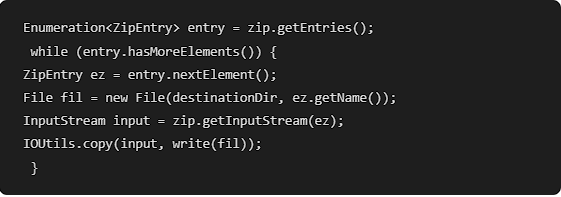 Enumeration<ZipEntry> entry = zip.getEntries();
while (entry.hasMoreElements()) {
ZipEntry ez = entry.nextElement();
File fil = new File(destinationDir, ez.getName());
InputStream input = zip.getInputStream(ez);
IOUtils.copy(input, write(fil));
}